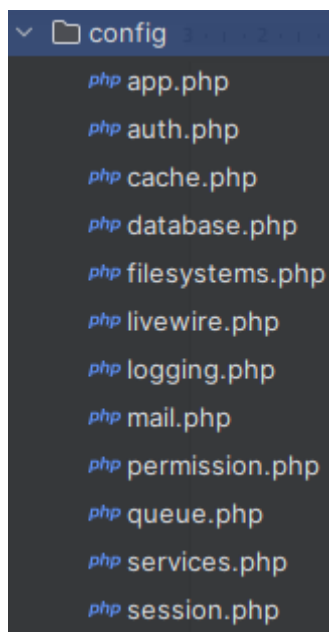 config
php app.php
php auth.php
php cache.php
php database.php
php filesystems.php
php livewire.php
php logging.php
php mail.php
php permission.php
php queue.php
php services.php
php session.php